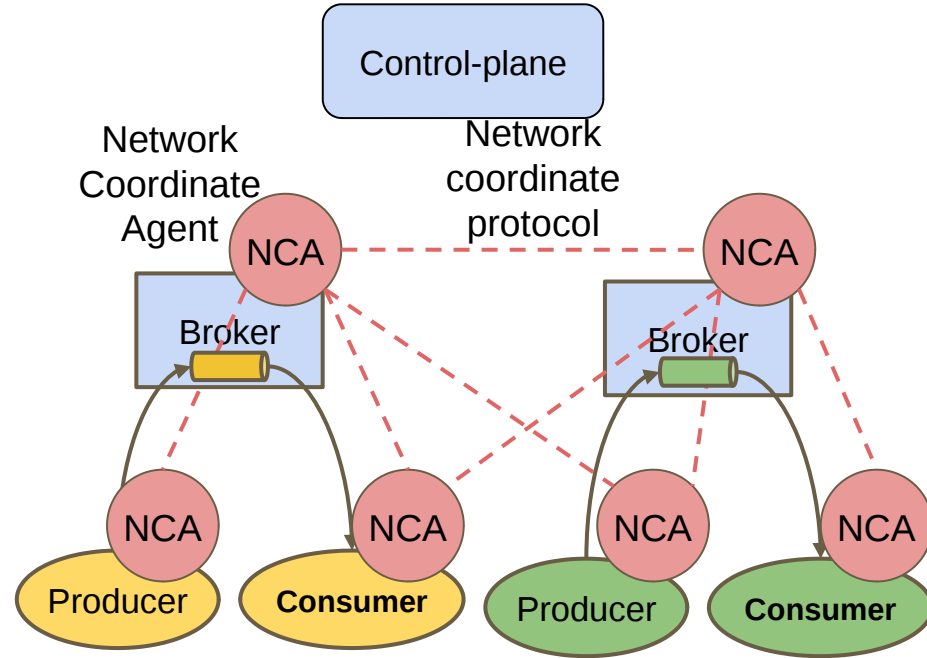 Control-plane
Network
Coordinate
Agent
Network
coordinate
protocol
NCA
NCA
Broker
Broker
NCA
NCA
NCA
NCA
Producer
Consumer
Producer
Consumer